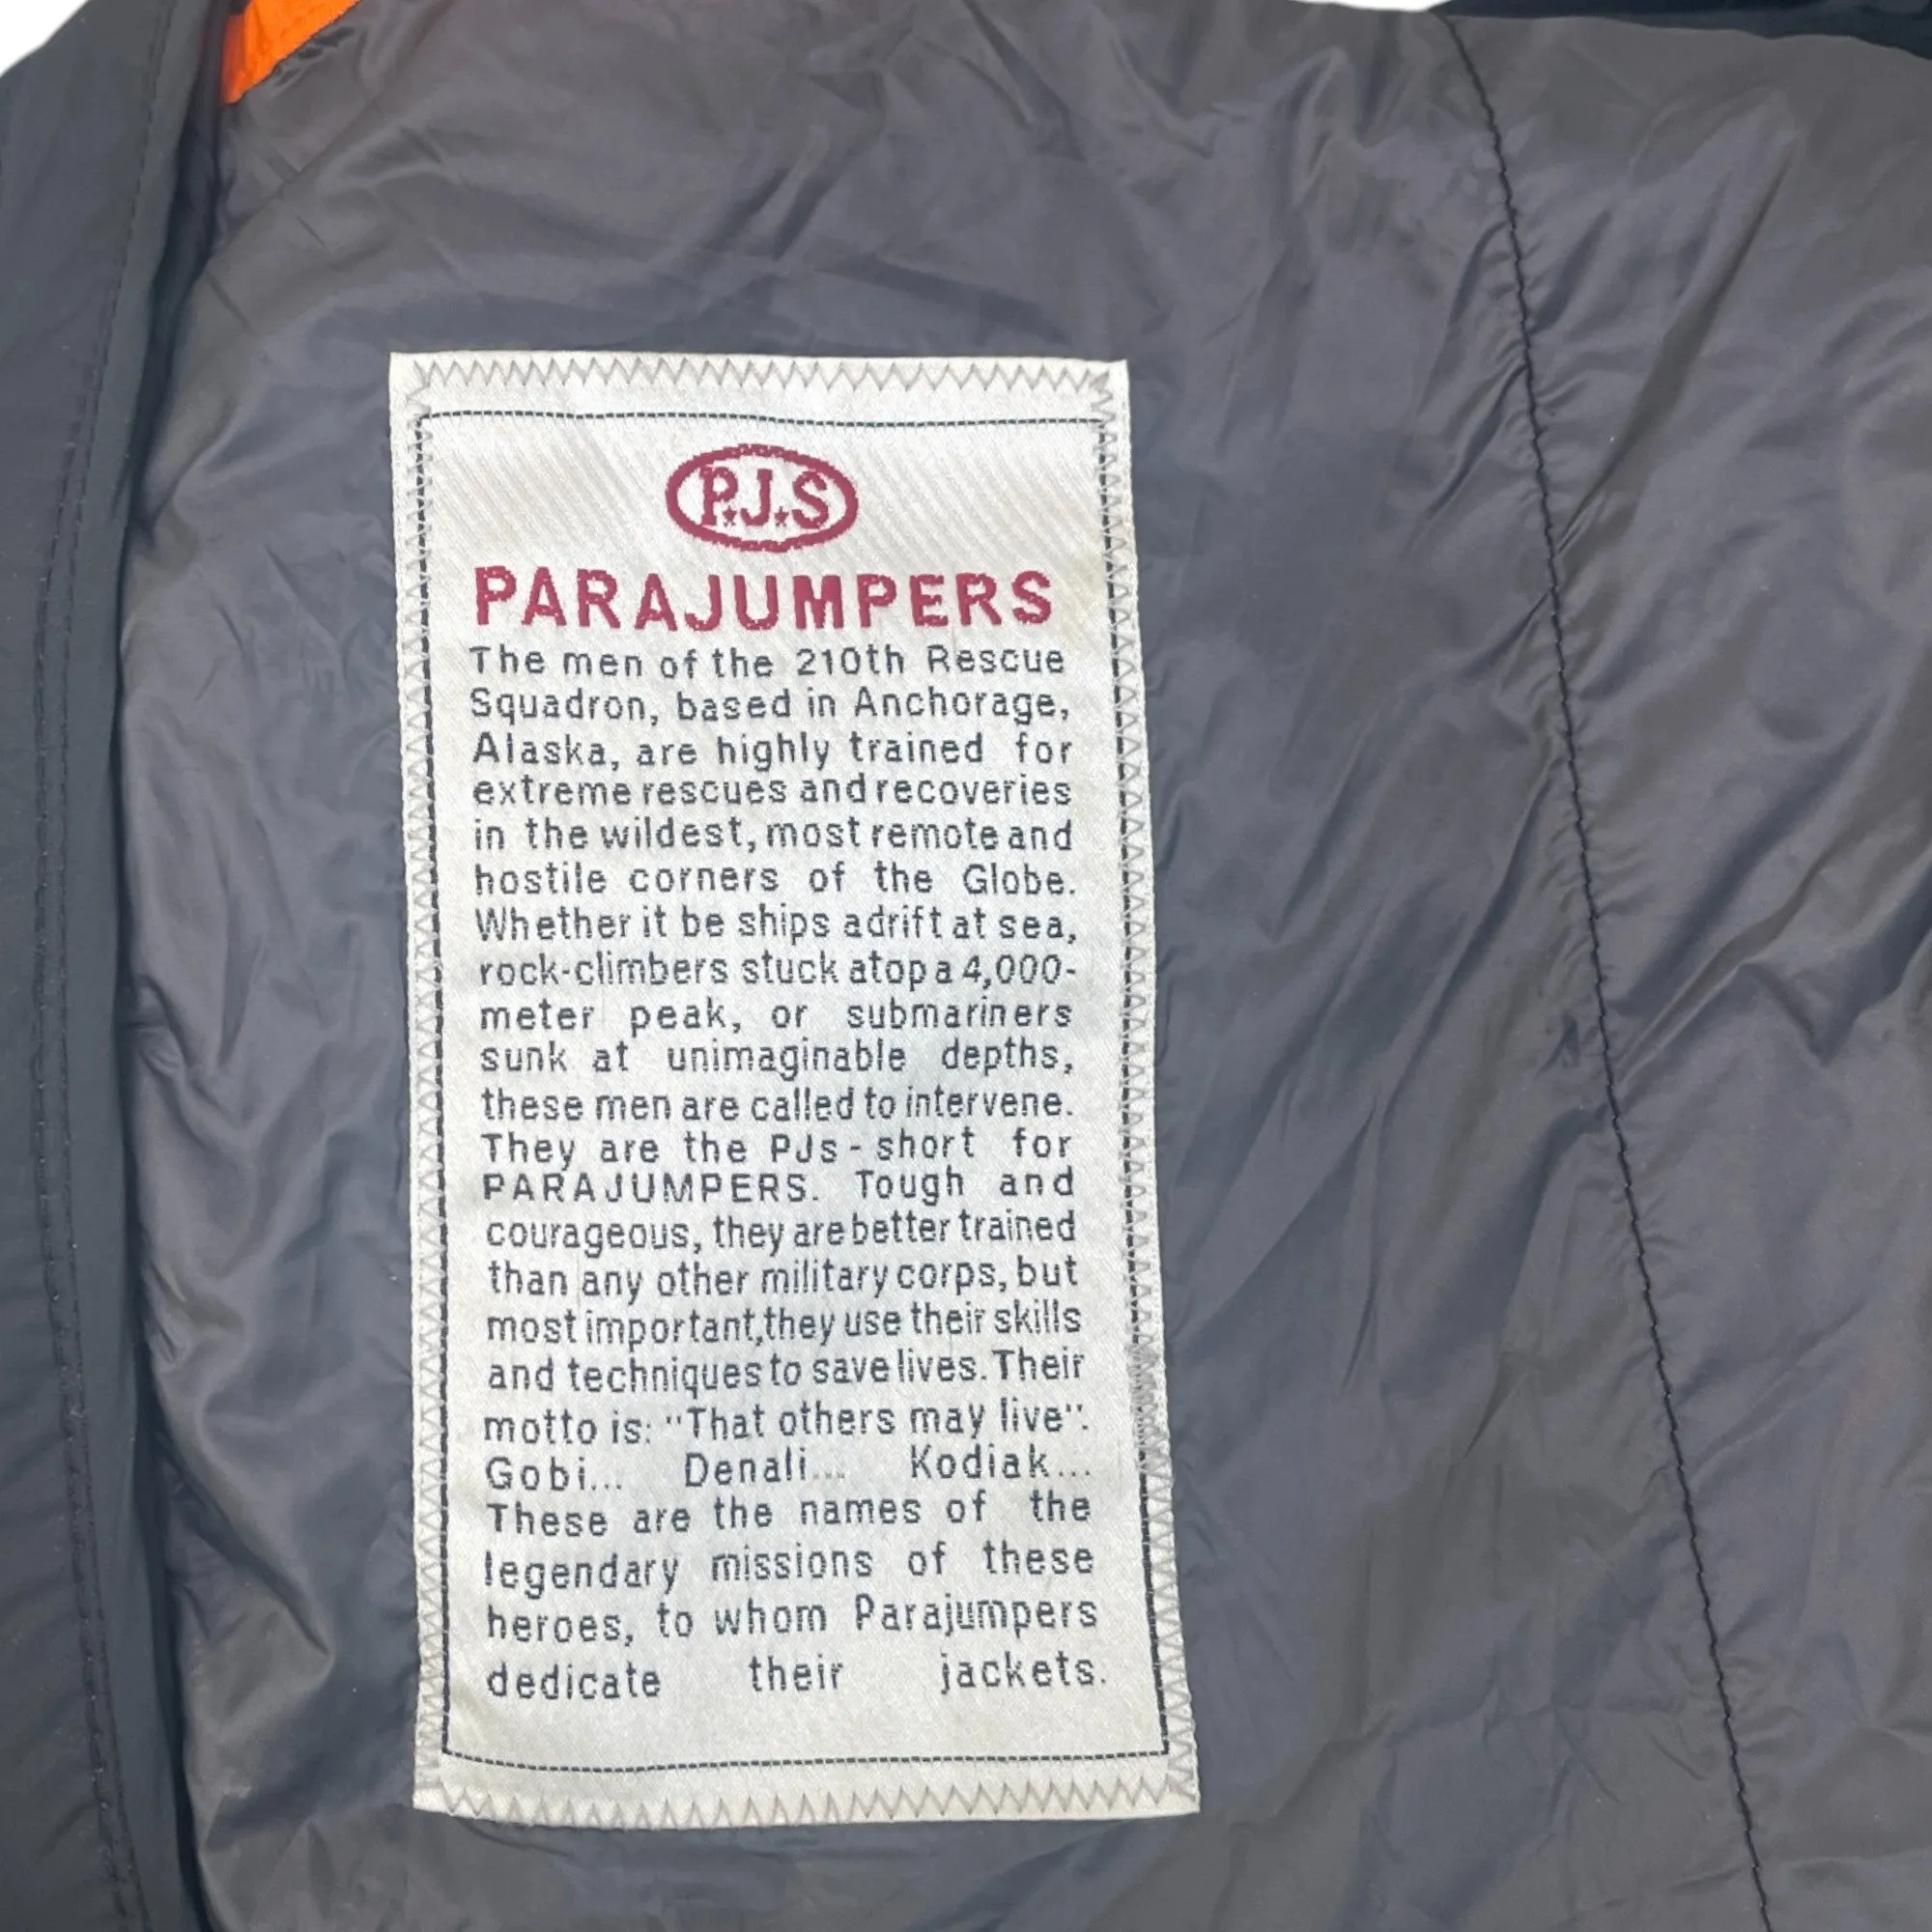 P.J.S
PARAJUMPERS
The men of the 210th Rescue
Squadron, based in Anchorage,
Alaska, are highly trained for
extreme rescues and recoveries
in the wildest, most remote and
hostile corners of the Globe.
Whether it be ships adrift at sea,
rock-climbers stuck atop a 4,000-
meter peak, or submariners
sunk at unimaginable depths,
these men are called to intervene.
They are the PJs - short for
PARAJUMPERS. Tough and
courageous, they are better trained
than any other military corps, but
most important, they use their skills
and techniques to save lives. Their
motto is: "That others may live".
Gobi... Denali... Kodiak...
These are the names of the
legendary missions of these
heroes, to whom Parajumpers
dedicate their jackets.